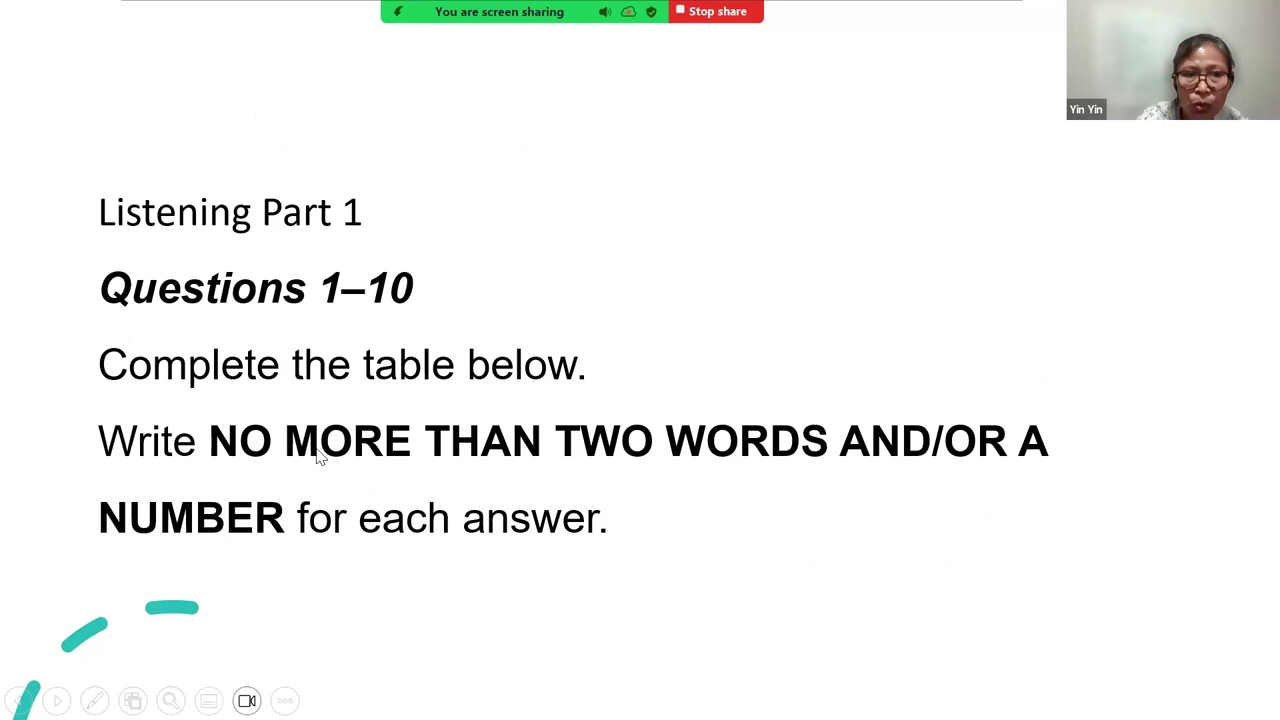 You are screen sharing
Stop share
Yin Yin
Listening Part 1
Questions 1–10
Complete the table below.
Write NO MORE THAN TWO WORDS AND/OR A
NUMBER for each answer.